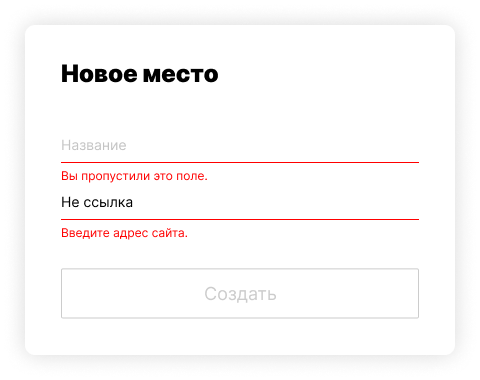 Новое место
Название
Вы пропустили это поле.
Не ссылка
Введите адрес сайта.
Создать